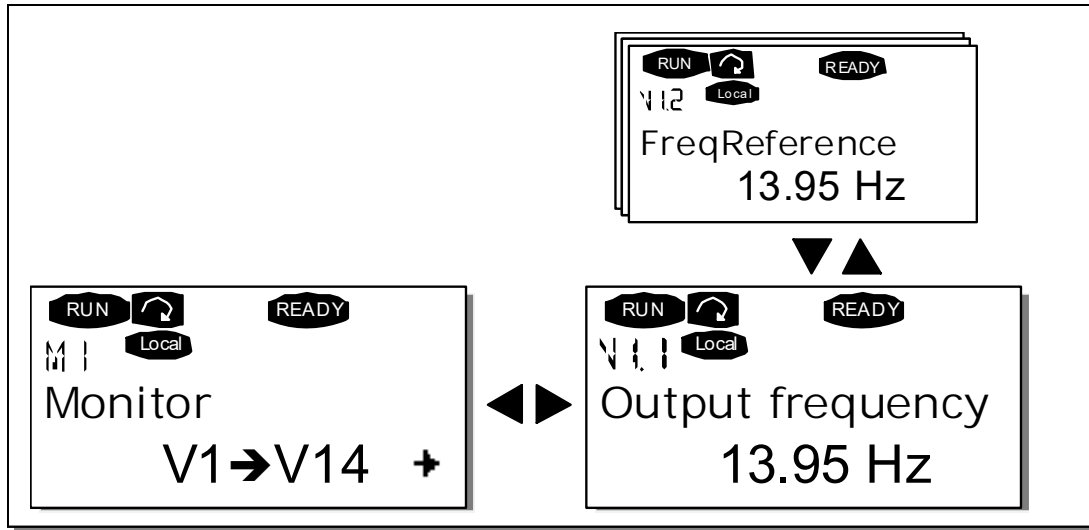 RUN READY
V1.2 Local
FreqReference
13.95 Hz
RUN READY
M1 Local
Monitor
V1➔V14
RUN READY
V1.1 Local
Output frequency
13.95 Hz